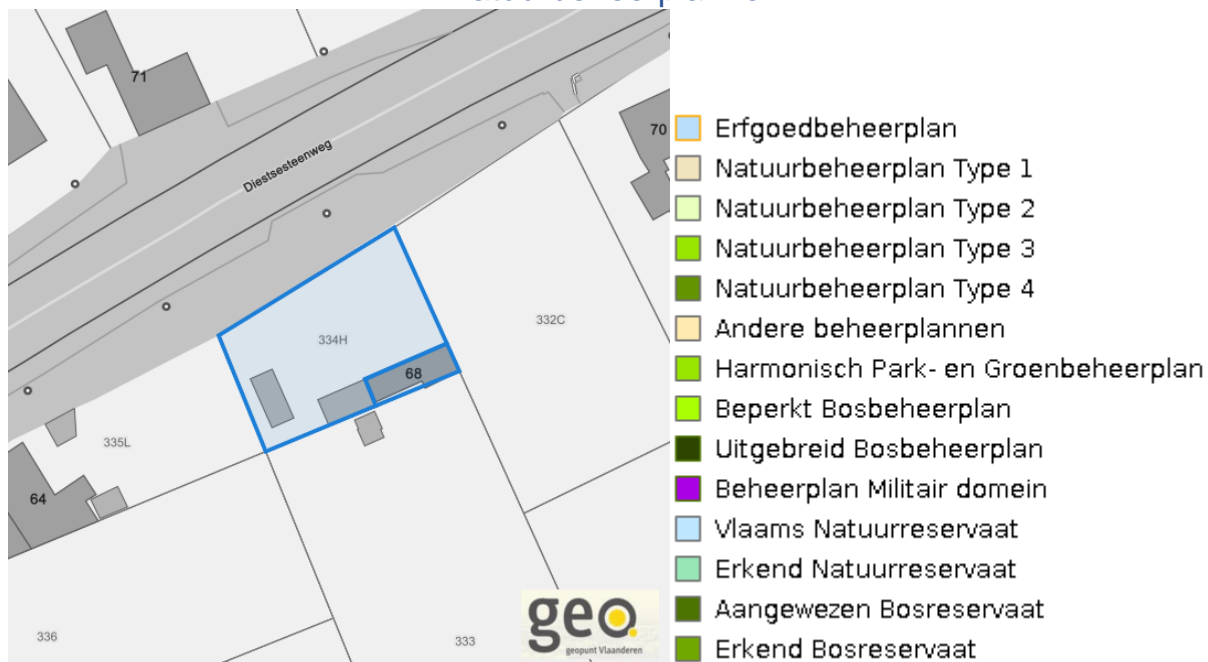 71
70
Diestsesteenweg
332C
334H
68
335L
64
336
333
geo.
geopunt Vlaanderen
Erfgoedbeheerplan
Natuurbeheerplan Type 1
Natuurbeheerplan Type 2
Natuurbeheerplan Type 3
Natuurbeheerplan Type 4
Andere beheerplannen
Harmonisch Park- en Groenbeheerplan
Beperkt Bosbeheerplan
Uitgebreid Bosbeheerplan
Beheerplan Militair domein
Vlaams Natuurreservaat
Erkend Natuurreservaat
Aangewezen Bosreservaat
Erkend Bosreservaat